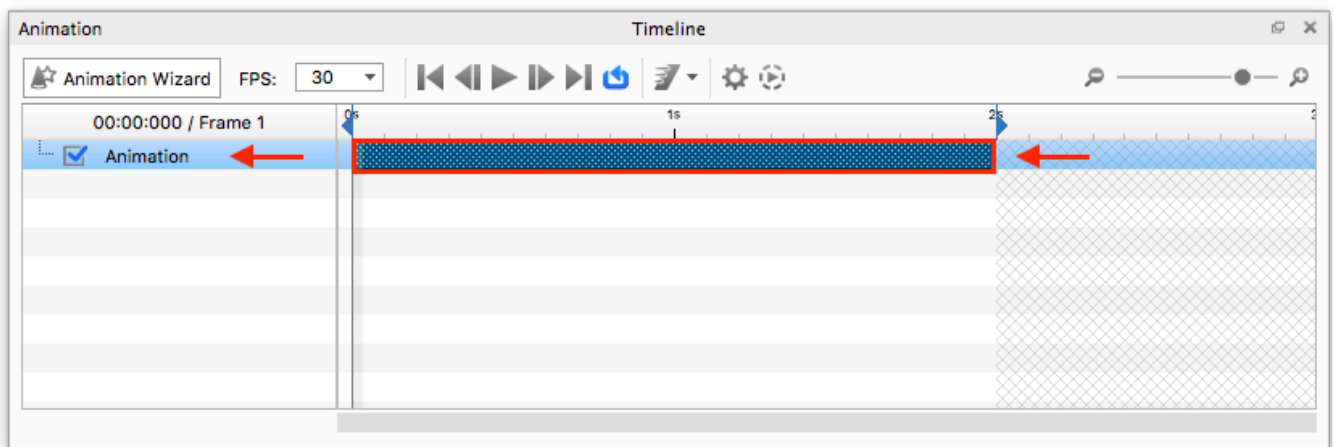 Animation Timeline
Animation Wizard FPS: 30
00:00:000 / Frame 1 0s 1s 2s 3
Animation